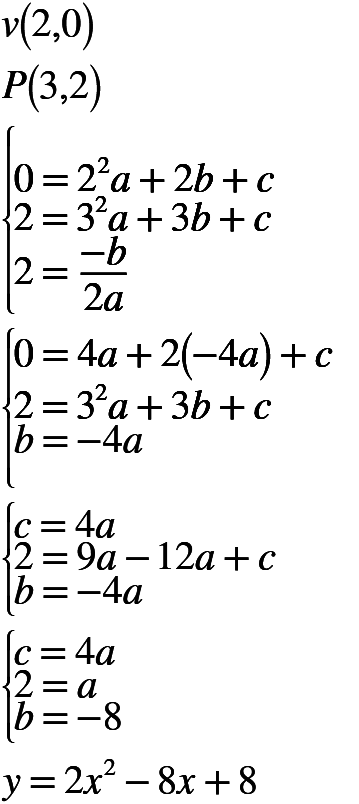 v(2,0)
P(3,2)
0 = 2²a + 2b + c
2 = 3²a + 3b + c
2 = −b/2a
0 = 4a + 2(−4a) + c
2 = 3²a + 3b + c
b = −4a
c = 4a
2 = 9a − 12a + c
b = −4a
c = 4a
2 = a
b = −8
y = 2x² − 8x + 8